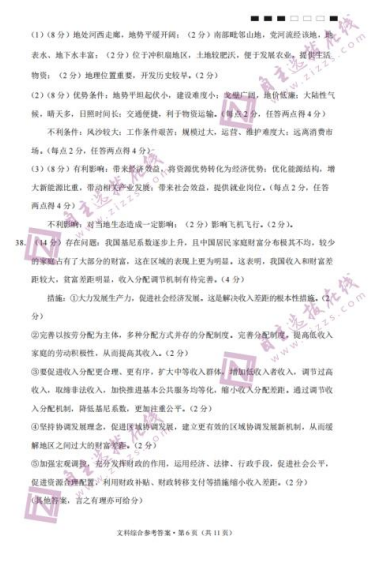 (1)(8分)地处河西走廊，地势平缓开阔；(2分)南部毗邻山地，党河流经该地，地
表水、地下水丰富；(2分)位于冲积扇地区，土地较肥沃，便于发展农业，提供生活
物资；(2分)地理位置重要，开发历史较早。(2分)
(2)(8分)优势条件：地势平坦起伏小，建设难度小；戈壁广阔，地价低廉；大陆性气
候，晴天多，日照时间长；交通便捷，利于物资运输。(每点2分，任答两点得4分)
不利条件：风沙较大；工作条件艰苦；规模过大，运营、维护难度大；远离消费市
场。(每点2分，任答两点得4分)
(3)(8分)有利影响：带来经济效益，将资源优势转化为经济优势；优化能源结构，增
大新能源比重，带动相关产业发展；带来社会效益，提供就业岗位。(每点2分，任答
两点得4分)
不利影响：对当地生态造成一定影响；(2分)影响飞机飞行。(2分)
38.(14分)存在问题：我国基尼系数逐步上升，且中国居民家庭财富分布极其不均，较少
的家庭占有了大部分的财富，这在区域的表现上更为明显。这表明，我国收入和财富差
距较大，贫富差距明显，收入分配调节机制有待完善。(4分)
措施：①大力发展生产力，促进社会经济发展。这是解决收入差距的根本性措施。(2
分)
②完善以按劳分配为主体，多种分配方式并存的分配制度。完善分配制度，提高低收入
家庭的劳动积极性，从而提高其收入。(2分)
③要促进收入分配更合理、更有序，扩大中等收入群体，增加低收入者收入，调节过高
收入，取缔非法收入，加快推进基本公共服务均等化，缩小收入分配差距。通过调节收
入分配机制，降低基尼系数，更加注重公平。(2分)
④坚持协调发展理念，促进区域协调发展，建立更有效的区域协调发展新机制，从而缓
解地区之间过大的财富差距。(2分)
⑤加强宏观调控，充分发挥财政的作用，运用经济、法律、行政手段，促进社会公平，
促进资源合理配置，利用财政补贴、财政转移支付等措施缩小收入分配差距。(2分)
(其他答案，言之有理亦可给分)
文科综合参考答案·第6页（共11页）
自主选拔在线
www.zizzs.com